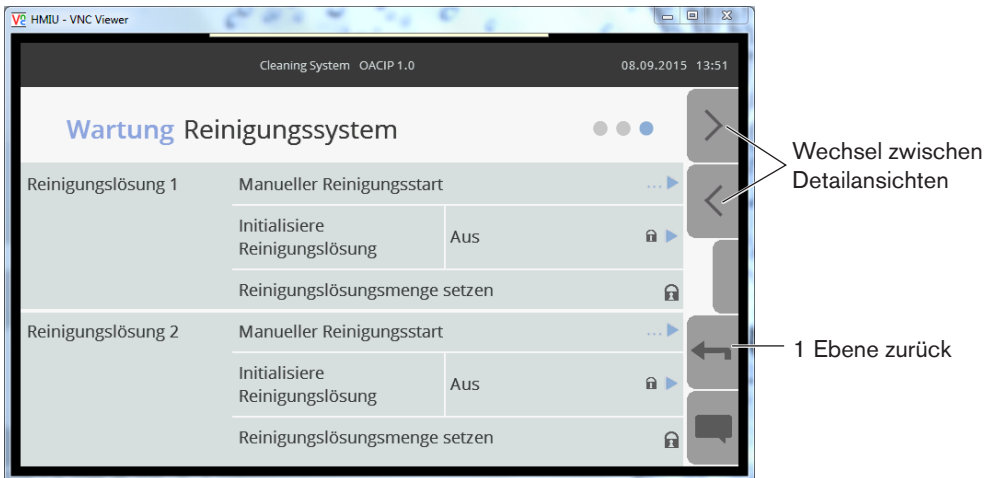 HMIU - VNC Viewer
Cleaning System OACIP 1.0 08.09.2015 13:51
Wartung Reinigungssystem
Reinigungslösung 1
Manueller Reinigungsstart ...
Initialisiere
Reinigungslösung
Aus
Reinigungslösungsmenge setzen
Reinigungslösung 2
Manueller Reinigungsstart ...
Initialisiere
Reinigungslösung
Aus
Reinigungslösungsmenge setzen
Wechsel zwischen
Detailansichten
1 Ebene zurück